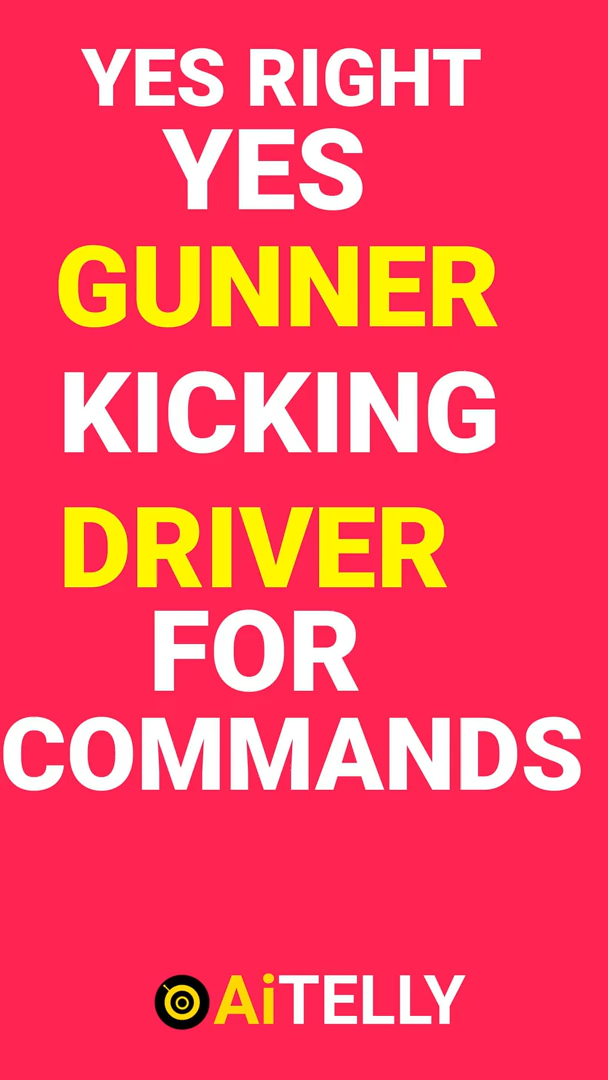 YES RIGHT
YES
GUNNER
KICKING
DRIVER
FOR
COMMANDS
AiTELLY